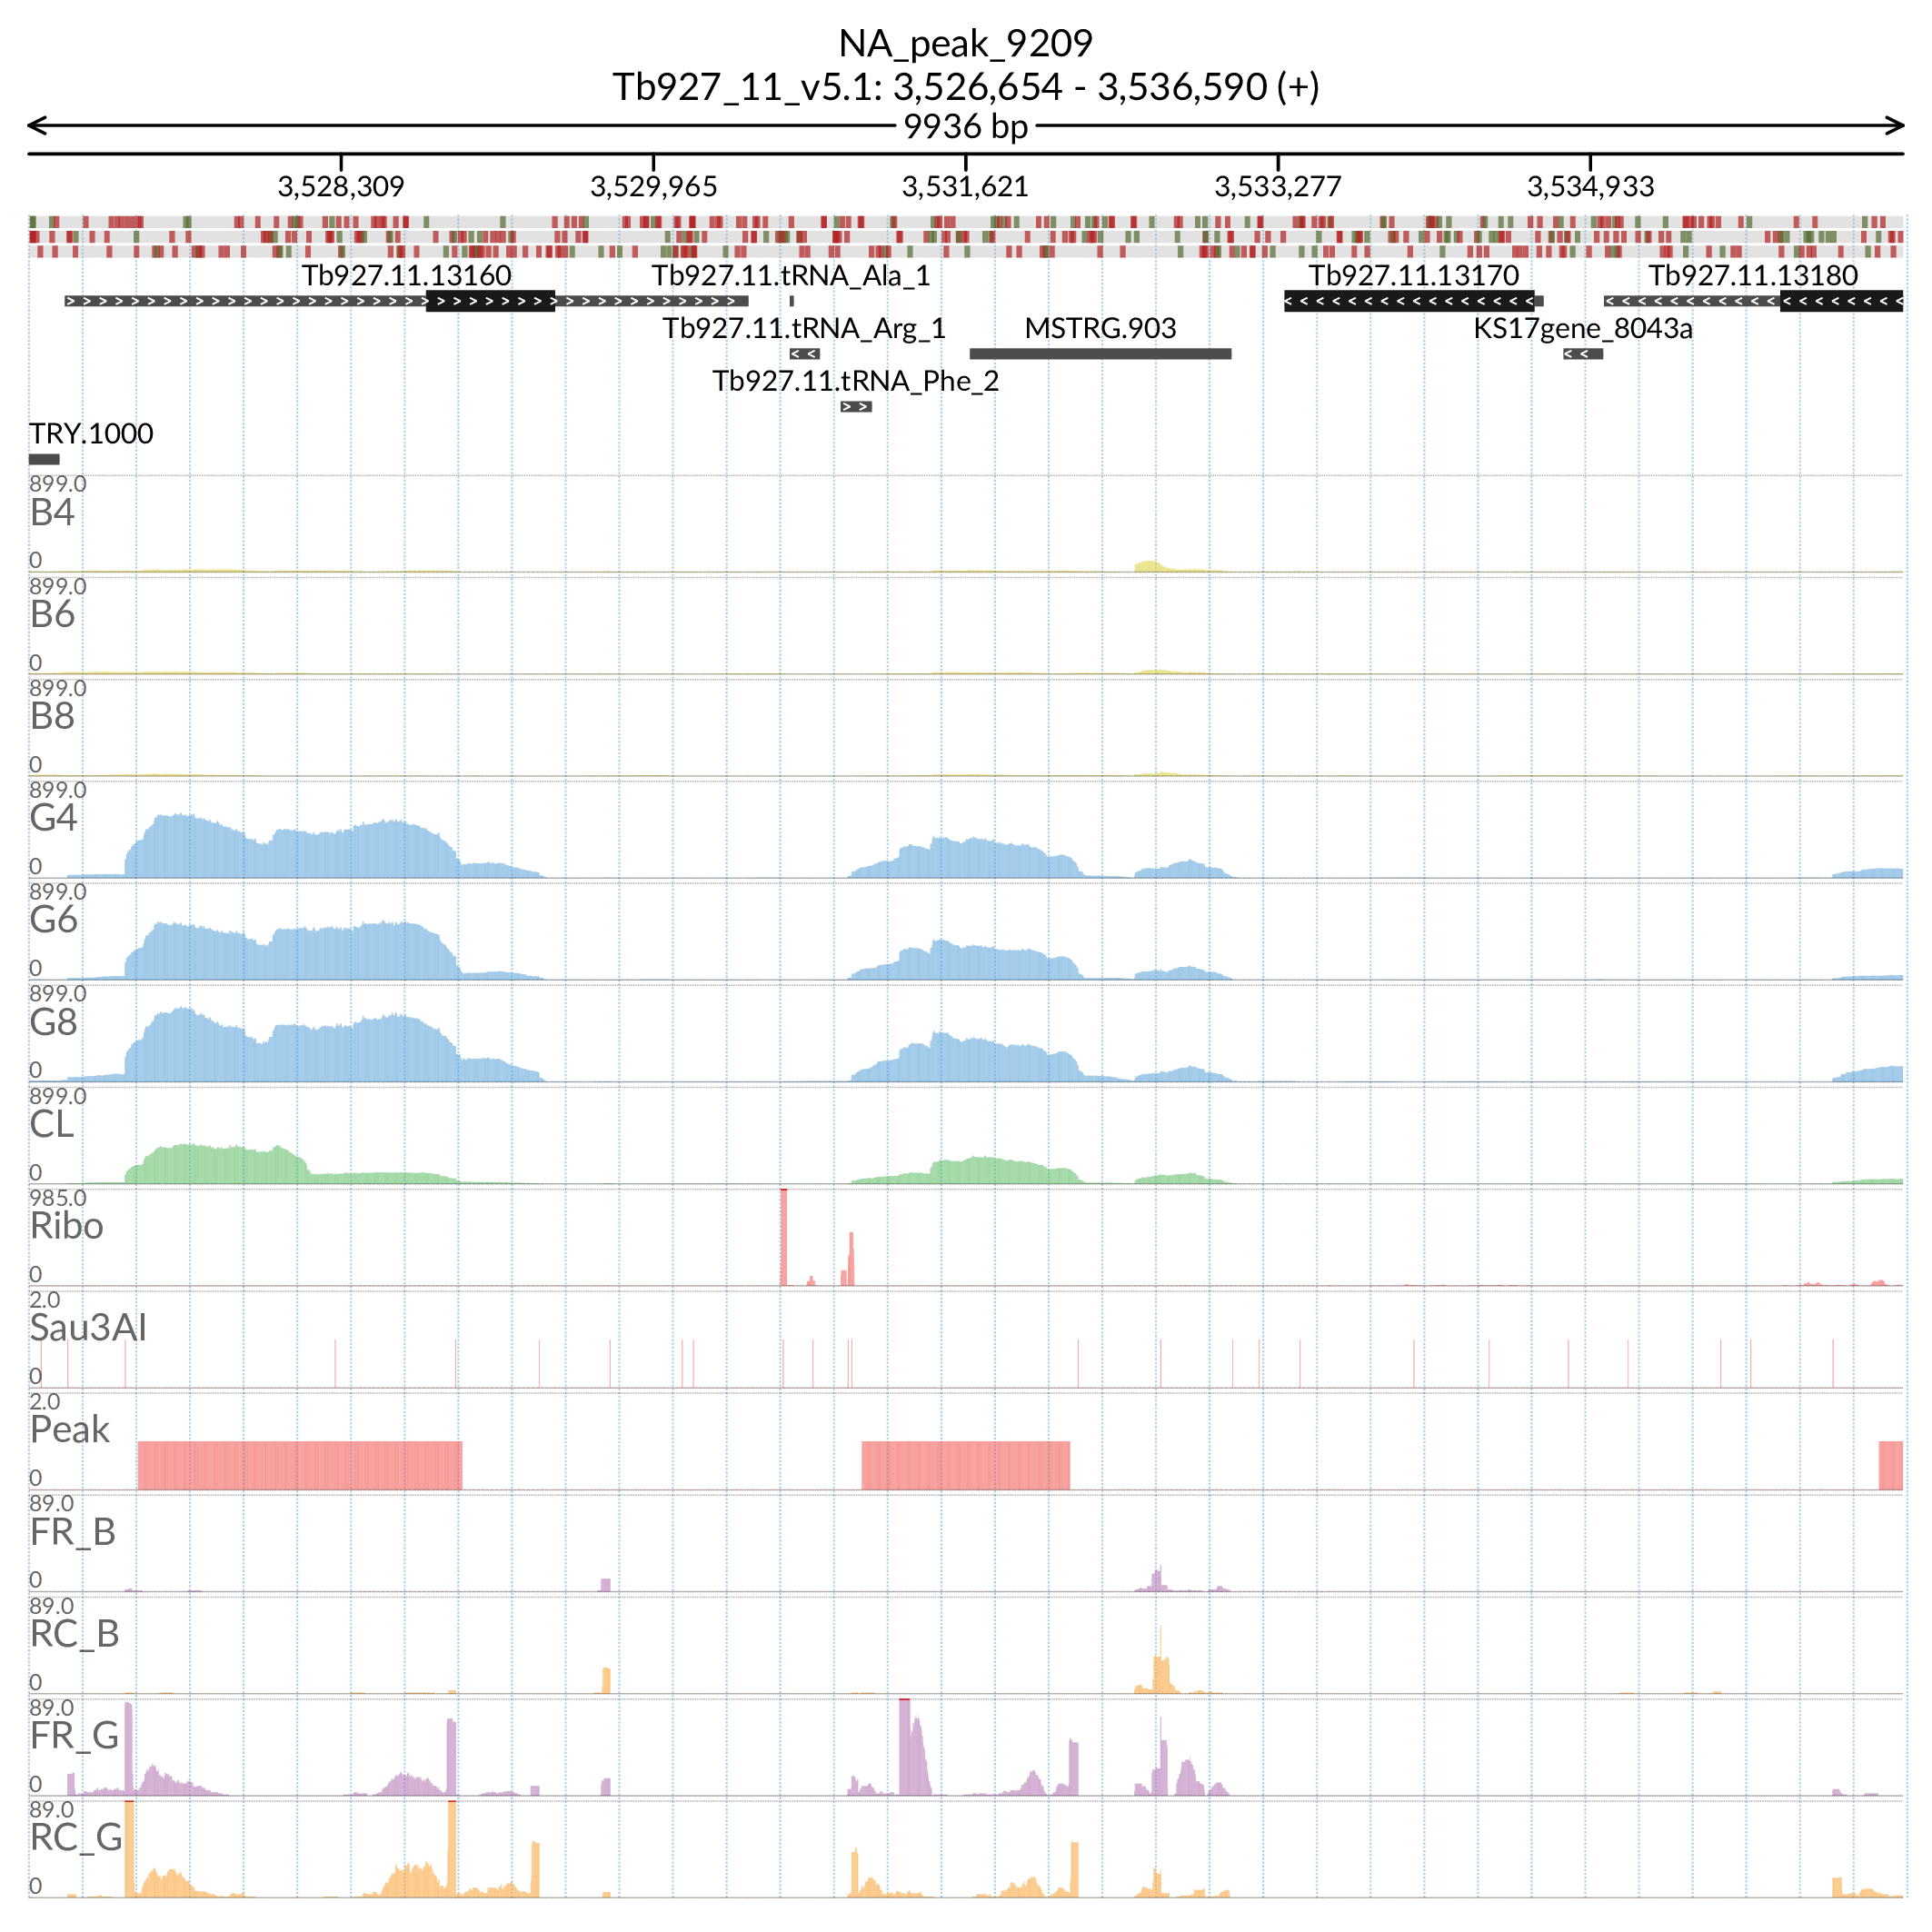 NA_peak_9209
Tb927_11_v5.1: 3,526,654 - 3,536,590 (+)
9936 bp
3,528,309 3,529,965 3,531,621 3,533,277 3,534,933
Tb927.11.13160 Tb927.11.tRNA_Ala_1 Tb927.11.13170 Tb927.11.13180
Tb927.11.tRNA_Arg_1 MSTRG.903 KS17gene_8043a
Tb927.11.tRNA_Phe_2
TRY.1000
899.0
B4
0
899.0
B6
0
899.0
B8
0
899.0
G4
0
899.0
G6
0
899.0
G8
0
899.0
CL
0
985.0
Ribo
0
2.0
Sau3AI
0
2.0
Peak
0
89.0
FR_B
0
89.0
RC_B
0
89.0
FR_G
0
89.0
RC_G
0